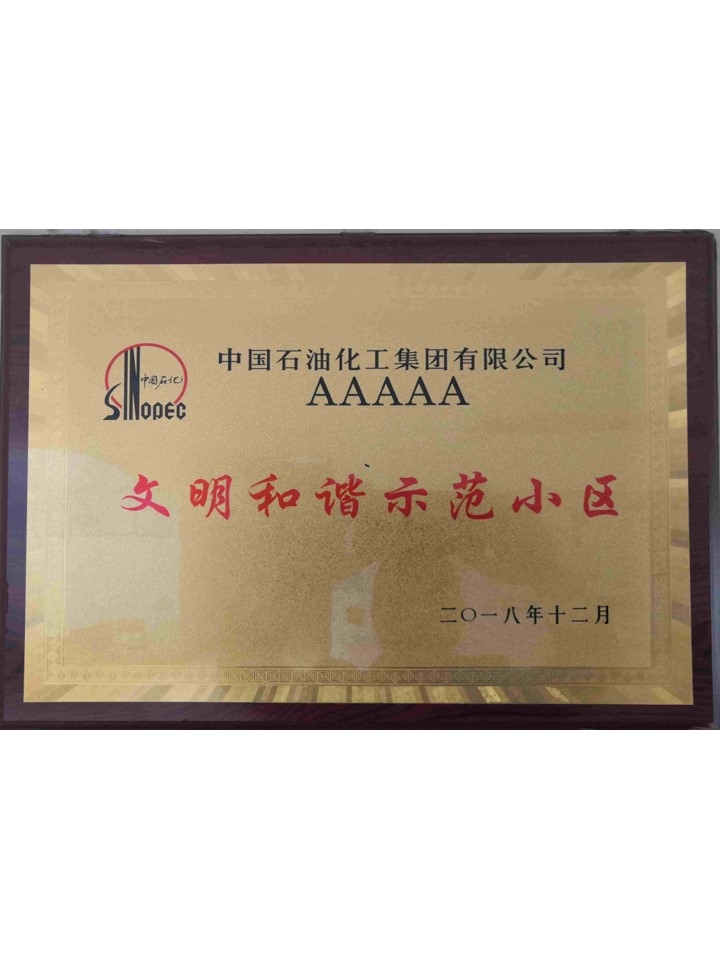 中国石化
SINOPEC
中国石油化工集团有限公司
AAAAA
文明和谐示范小区
二〇一八年十二月